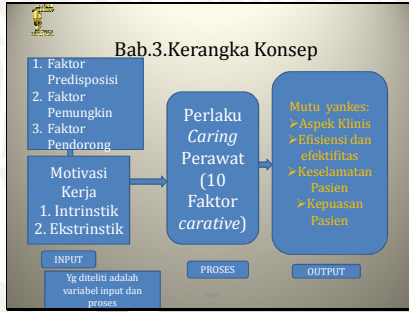 Bab.3.Kerangka Konsep
1. Faktor
Predisposisi
2. Faktor
Pemungkin
3. Faktor
Pendorong
Motivasi
Kerja
1. Intrinstik
2. Ekstrinstik
INPUT
Yg diteliti adalah
variabel input dan
proses
Perlaku
Caring
Perawat
(10
Faktor
carative)
PROSES
Mutu yankes:
➢Aspek Klinis
➢Efisiensi dan
efektifitas
➢Keselamatan
Pasien
➢Kepuasan
Pasien
OUTPUT